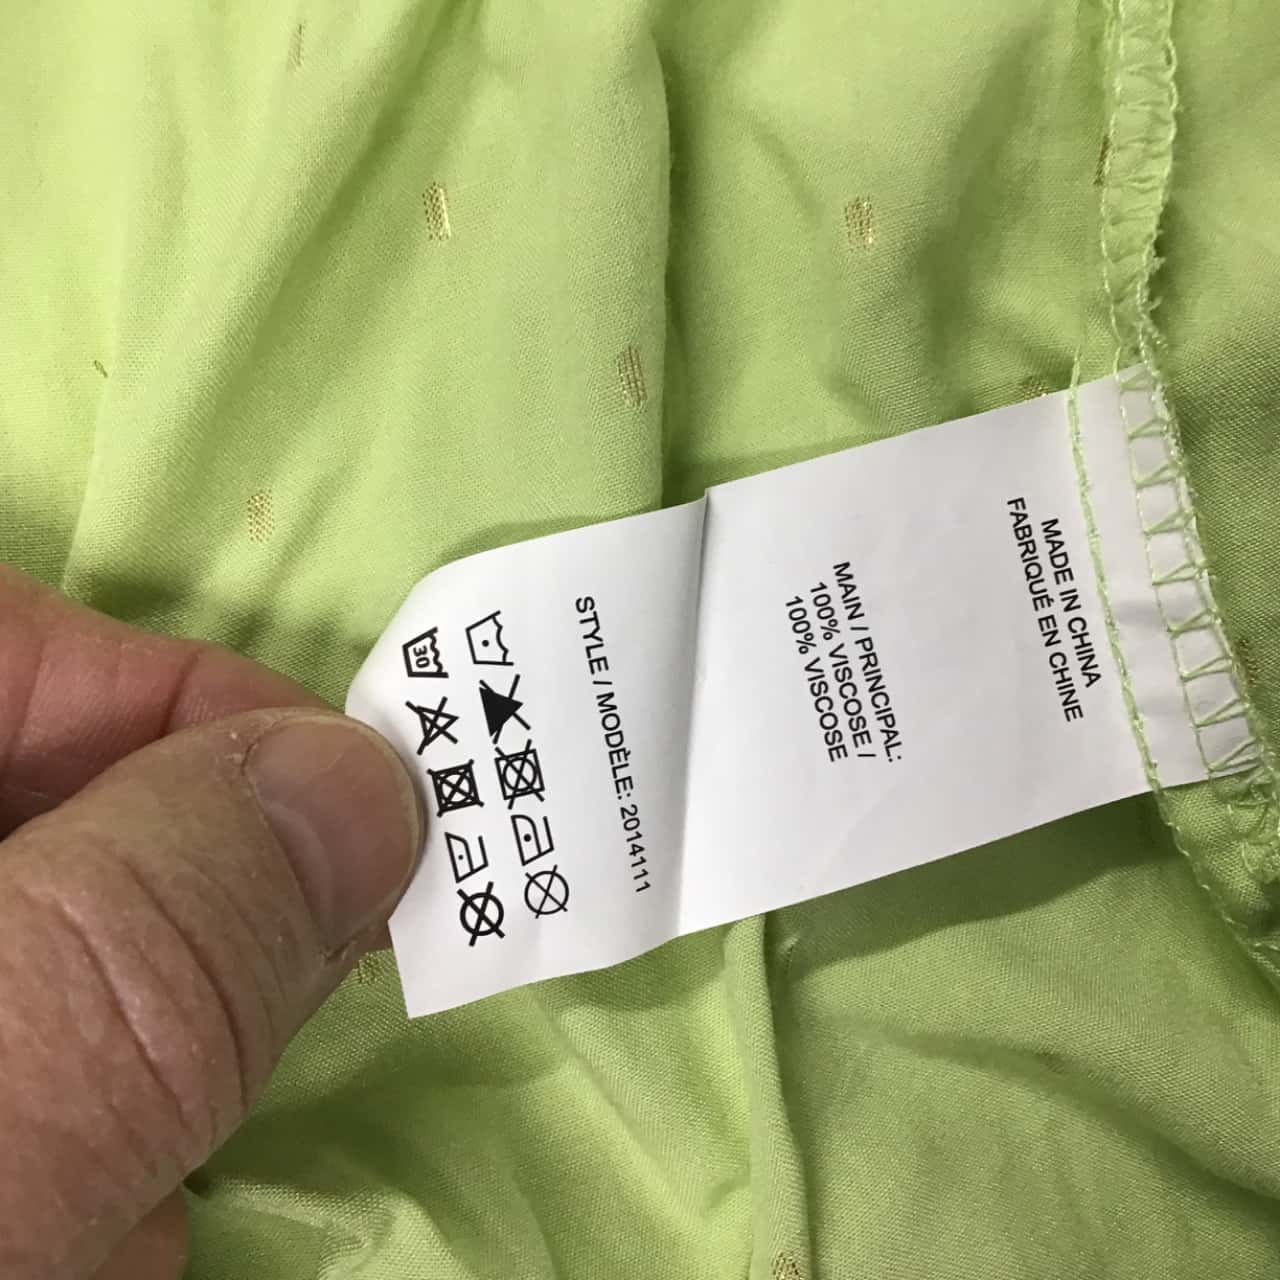 MADE IN CHINA
FABRIQUÉ EN CHINE
MAIN / PRINCIPAL:
100% VISCOSE /
100% VISCOSE
STYLE / MODÈLE: 2014111
30